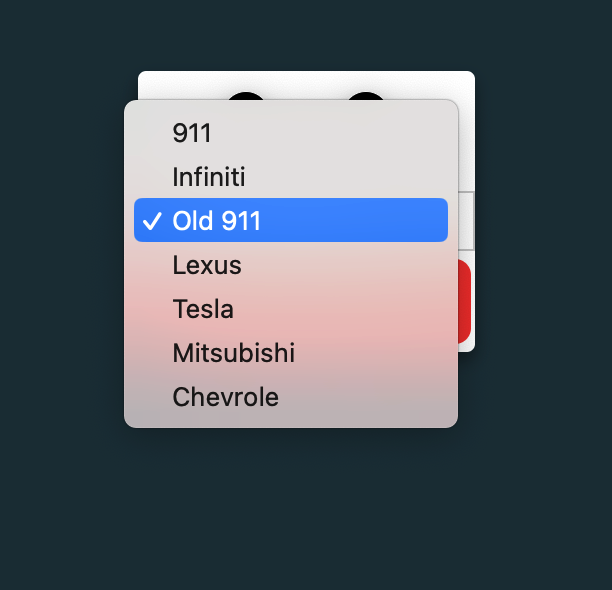 911
Infiniti
Old 911
Lexus
Tesla
Mitsubishi
Chevrole